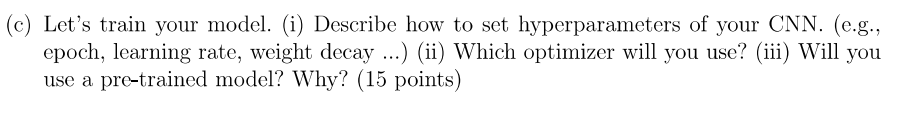 (c) Let's train your model. (i) Describe how to set hyperparameters of your CNN. (e.g.,
epoch, learning rate, weight decay ...) (ii) Which optimizer will you use? (iii) Will you
use a pre-trained model? Why? (15 points)